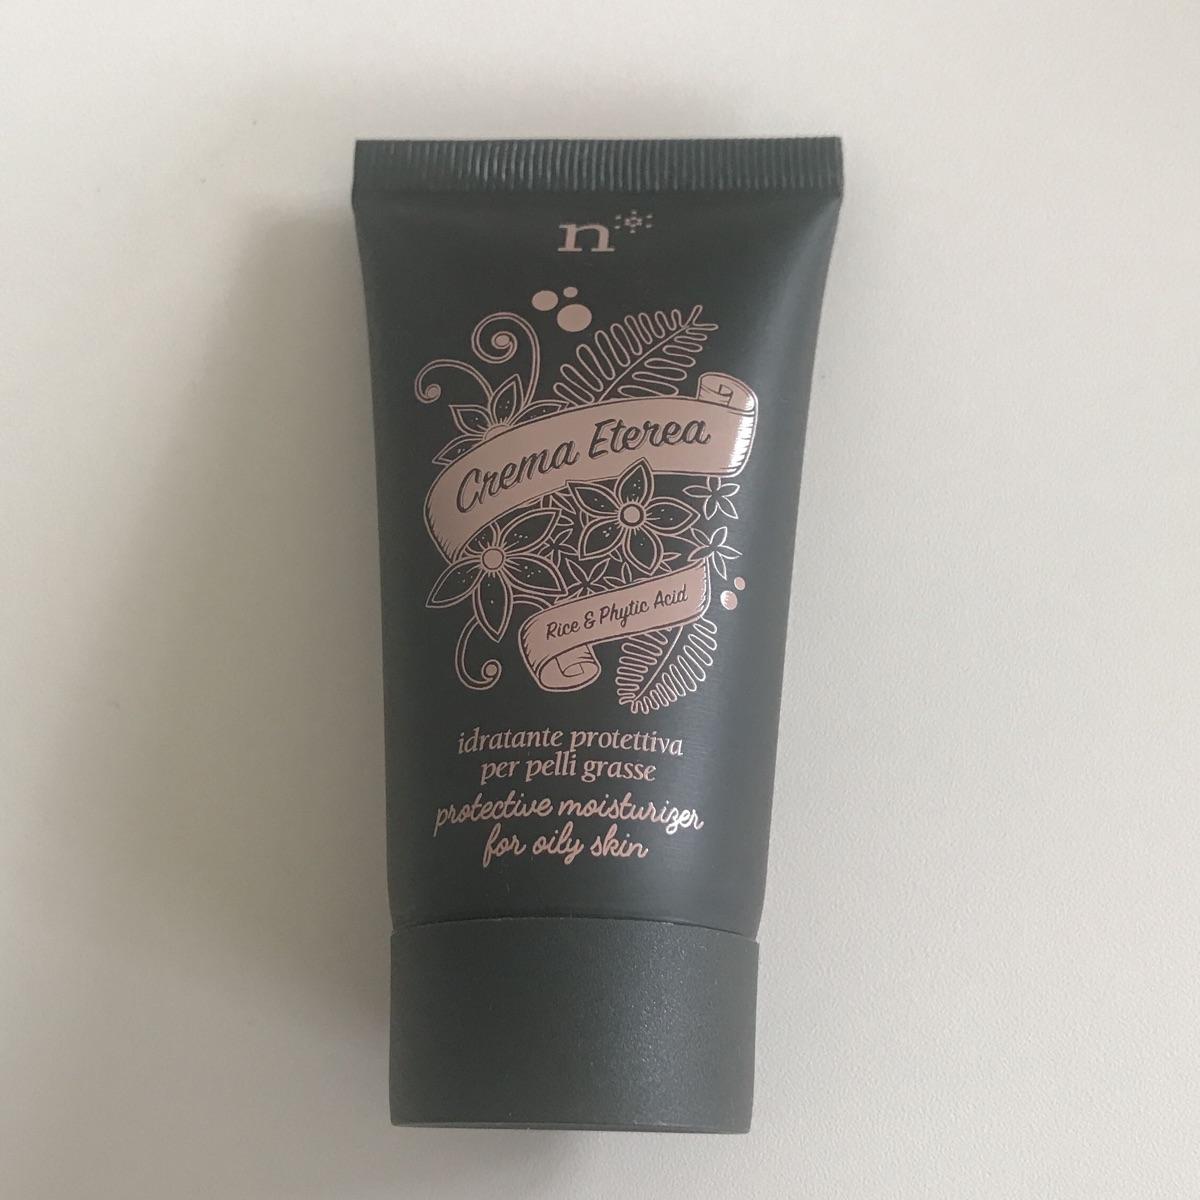 n
Crema Eterea
Rice & Phytic Acid
idratante protettiva
per pelli grasse
protective moisturizer
for oily skin